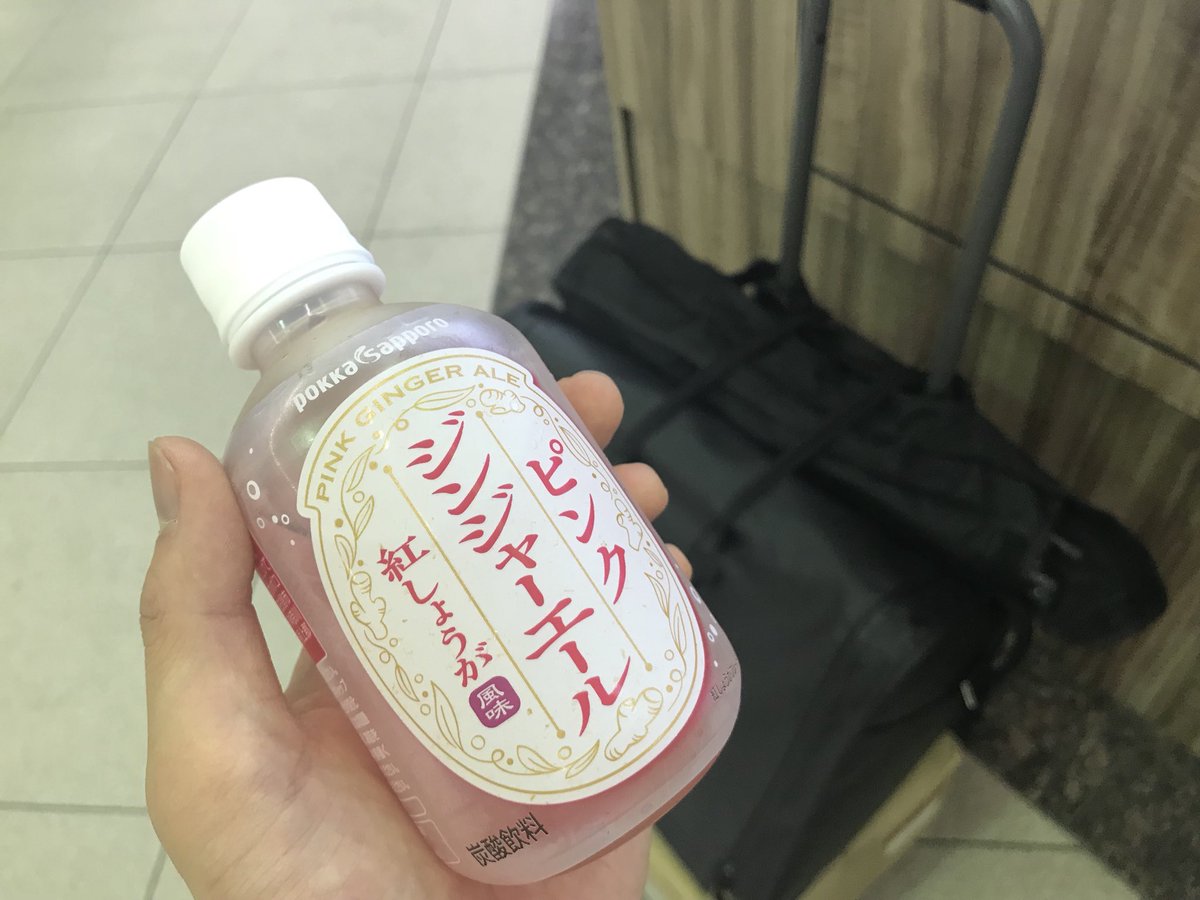 pokka sapporo
PINK GINGER ALE
ピンク
ジンジャーエール
紅しょうが
風味
炭酸飲料